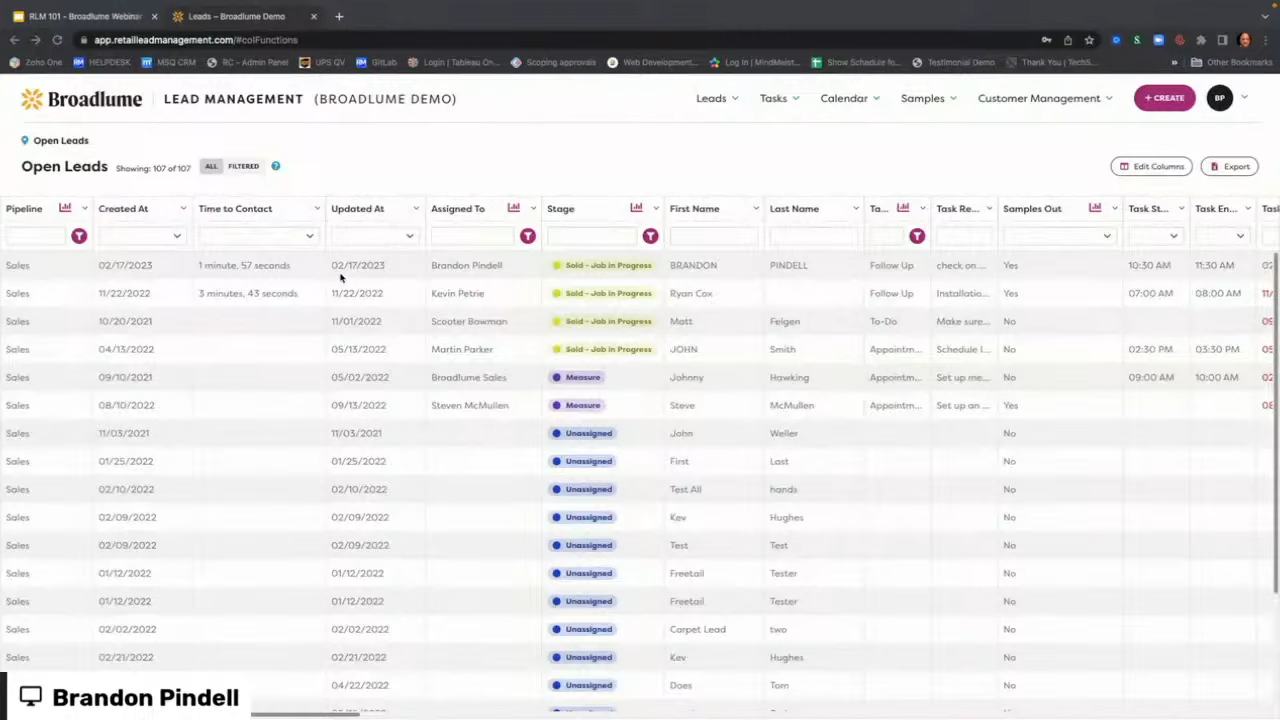 RLM 101 - Broadlume Webinar
Leads – Broadlume Demo
app.retailleadmanagement.com/#colFunctions
Zoho One HELPDESK MSQ CRM RC - Admin Panel UPS QV GitLab Login | Tableau On... Scoping approvals Web Development... Log In | MindMeist... Show Schedule fo... Testimonial Demo Thank You | TechS... » Other Bookmarks
Broadlume LEAD MANAGEMENT (BROADLUME DEMO) Leads Tasks Calendar Samples Customer Management + CREATE BP
Open Leads
Open Leads Showing: 107 of 107 ALL FILTERED ? Edit Columns Export
Pipeline Created At Time to Contact Updated At Assigned To Stage First Name Last Name Ta... Task Re... Samples Out Task St... Task En...
Sales 02/17/2023 1 minute, 57 seconds 02/17/2023 Brandon Pindell Sold - Job in Progress BRANDON PINDELL Follow Up check on ... Yes 10:30 AM 11:30 AM 02
Sales 11/22/2022 3 minutes, 43 seconds 11/22/2022 Kevin Petrie Sold - Job in Progress Ryan Cox Follow Up Installatio... Yes 07:00 AM 08:00 AM 11/
Sales 10/20/2021 11/01/2022 Scooter Bowman Sold - Job in Progress Matt Felgen To-Do Make sure... No
Sales 04/13/2022 05/13/2022 Martin Parker Sold - Job in Progress JOHN Smith Appointm... Schedule I... No 02:30 PM 03:30 PM
Sales 09/10/2021 05/02/2022 Broadlume Sales Measure Johnny Hawking Appointm... Set up me... No 09:00 AM 10:00 AM
Sales 08/10/2022 09/13/2022 Steven McMullen Measure Steve McMullen Appointm... Set up an ... Yes 08
Sales 11/03/2021 11/03/2021 Unassigned John Weller No
Sales 01/25/2022 01/25/2022 Unassigned First Last No
Sales 02/10/2022 02/10/2022 Unassigned Test All hands No
Sales 02/09/2022 02/09/2022 Unassigned Kev Hughes No
Sales 02/09/2022 02/09/2022 Unassigned Test Test No
Sales 01/12/2022 01/12/2022 Unassigned Freetail Tester No
Sales 01/12/2022 01/12/2022 Unassigned Freetail Tester No
Sales 02/02/2022 02/02/2022 Unassigned Carpet Lead two No
Sales 02/21/2022 02/21/2022 Unassigned Kev Hughes No
04/22/2022 Unassigned Does Tom No
Brandon Pindell